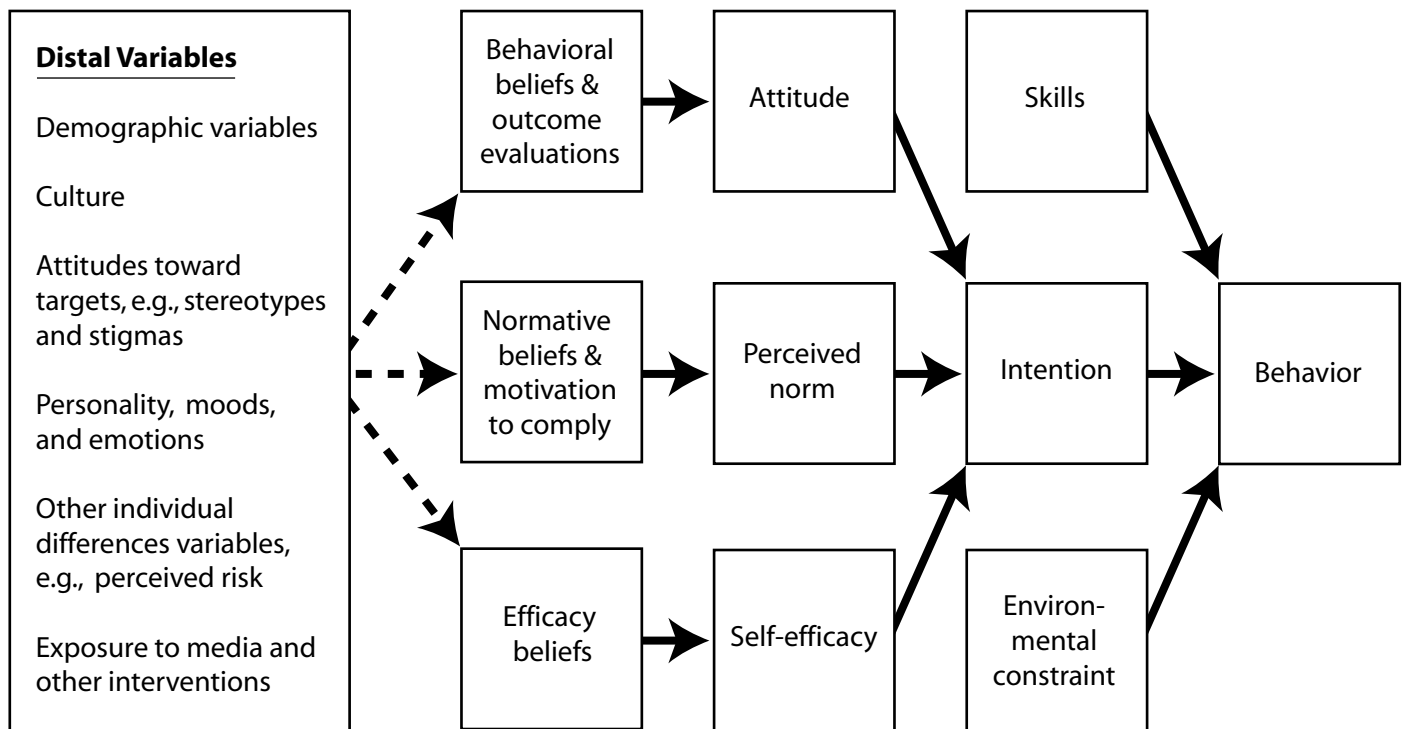 Distal Variables
Demographic variables
Culture
Attitudes toward
targets, e.g., stereotypes
and stigmas
Personality, moods,
and emotions
Other individual
differences variables,
e.g., perceived risk
Exposure to media and
other interventions
Behavioral
beliefs &
outcome
evaluations
Attitude
Skills
Normative
beliefs &
motivation
to comply
Perceived
norm
Intention
Behavior
Efficacy
beliefs
Self-efficacy
Environ-
mental
constraint